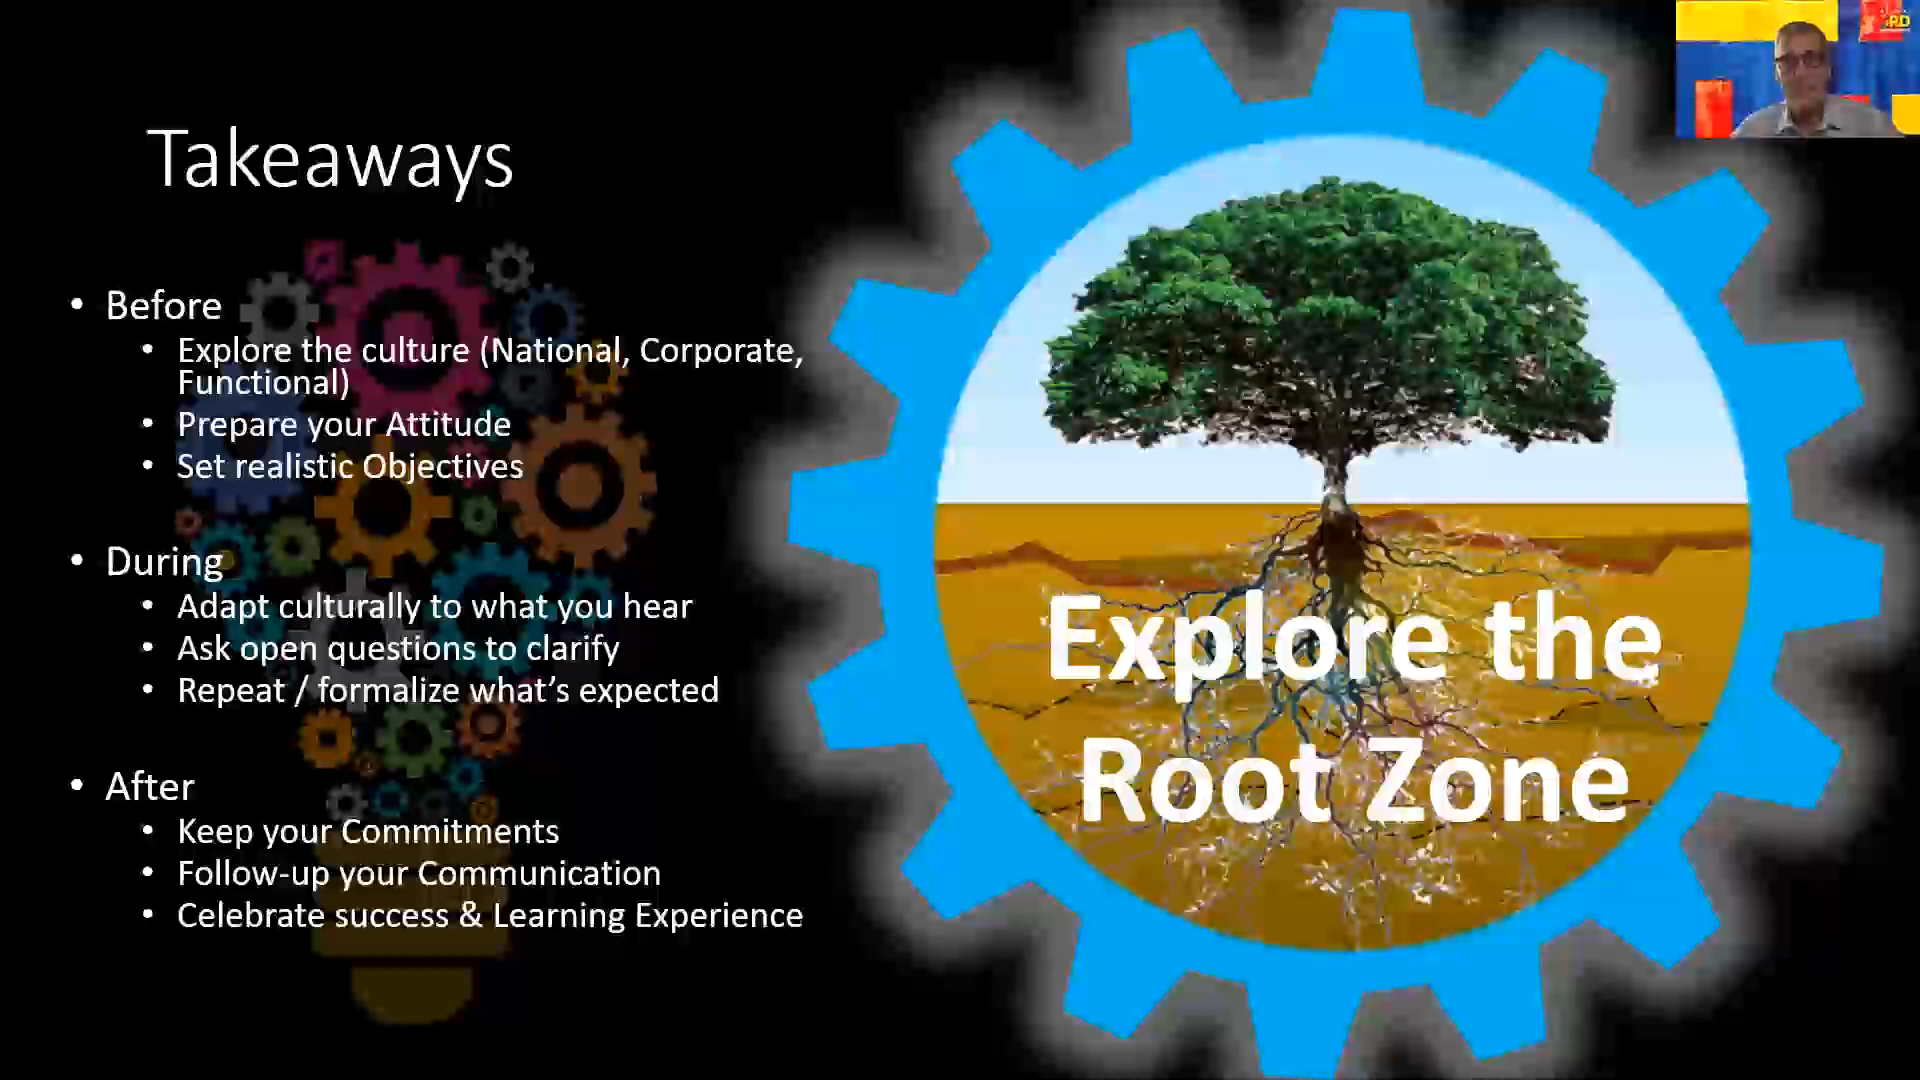 Takeaways
• Before
• Explore the culture (National, Corporate,
Functional)
• Prepare your Attitude
• Set realistic Objectives
• During
• Adapt culturally to what you hear
• Ask open questions to clarify
• Repeat / formalize what’s expected
• After
• Keep your Commitments
• Follow-up your Communication
• Celebrate success & Learning Experience
Explore the
Root Zone